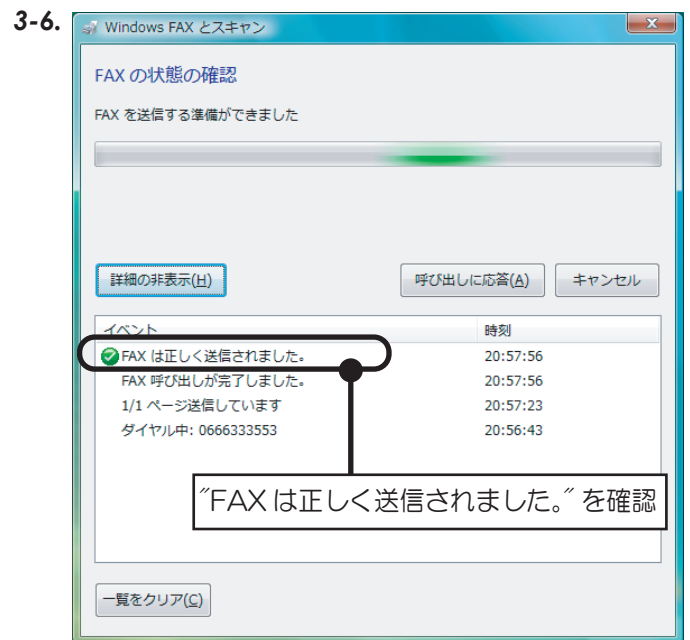 3-6.
Windows FAX とスキャン
FAX の状態の確認
FAX を送信する準備ができました
詳細の非表示(H)
呼び出しに応答(A)
キャンセル
イベント 時刻
FAX は正しく送信されました。 20:57:56
FAX 呼び出しが完了しました。 20:57:56
1/1 ページ送信しています 20:57:23
ダイヤル中: 0666333553 20:56:43
〝FAX は正しく送信されました。〞を確認
一覧をクリア(C)